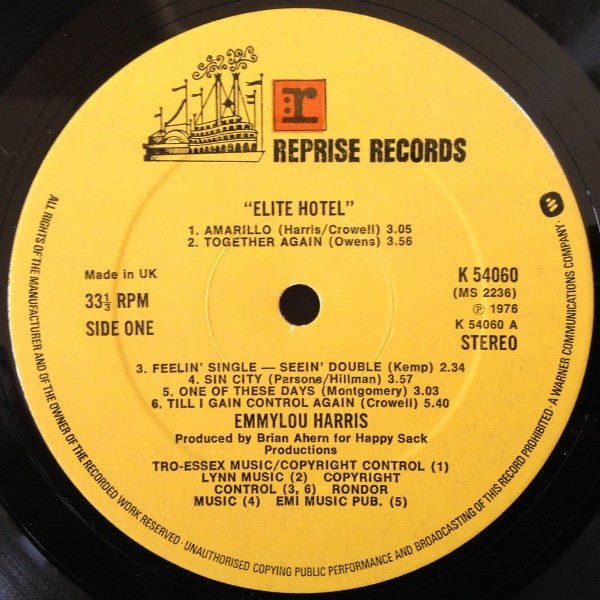 :r
REPRISE RECORDS
"ELITE HOTEL"
1. AMARILLO (Harris/Crowell) 3.05
2. TOGETHER AGAIN (Owens) 3.56
Made in UK
33⅓ RPM
SIDE ONE
K 54060
(MS 2236)
℗ 1976
K 54060 A
STEREO
3. FEELIN' SINGLE — SEEIN' DOUBLE (Kemp) 2.34
4. SIN CITY (Parsons/Hillman) 3.57
5. ONE OF THESE DAYS (Montgomery) 3.03
6. TILL I GAIN CONTROL AGAIN (Crowell) 5.40
EMMYLOU HARRIS
Produced by Brian Ahern for Happy Sack
Productions
TRO-ESSEX MUSIC/COPYRIGHT CONTROL (1)
LYNN MUSIC (2) COPYRIGHT
CONTROL (3, 6) RONDOR
MUSIC (4) EMI MUSIC PUB. (5)
ALL RIGHTS OF THE MANUFACTURER AND OF THE OWNER OF THE RECORDED WORK RESERVED · UNAUTHORISED COPYING PUBLIC PERFORMANCE AND BROADCASTING OF THIS RECORD PROHIBITED · A WARNER COMMUNICATIONS COMPANY.